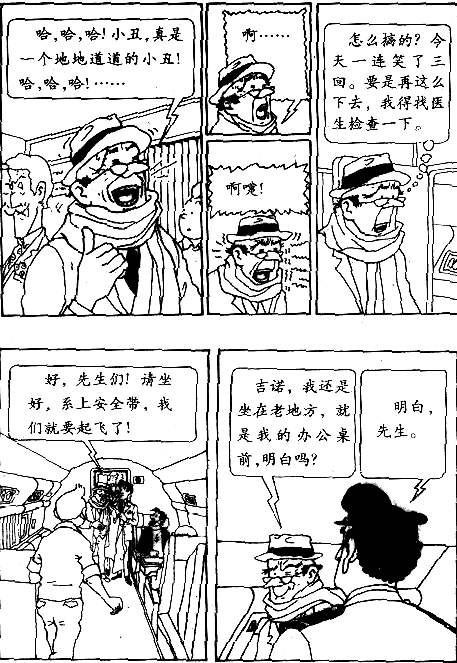 哈，哈，哈！小丑，真是
一个地地道道的小丑！
哈，哈，哈！……
啊……
啊嚏！
怎么搞的？今
天一连笑了三
回。要是再这么
下去，我得找医
生检查一下。
好，先生们！请坐
好，系上安全带，我
们就要起飞了！
吉诺，我还是
坐在老地方，就
是我的办公桌
前，明白吗？
明白，
先生。